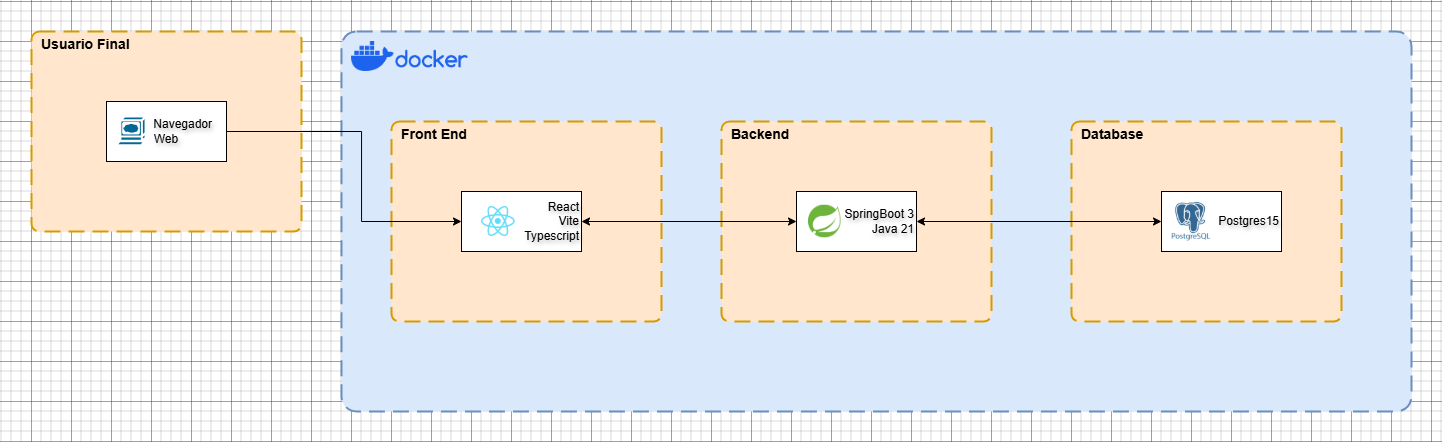 Usuario Final
Navegador
Web
docker
Front End
React
Vite
Typescript
Backend
SpringBoot 3
Java 21
Database
PostgreSQL
Postgres15